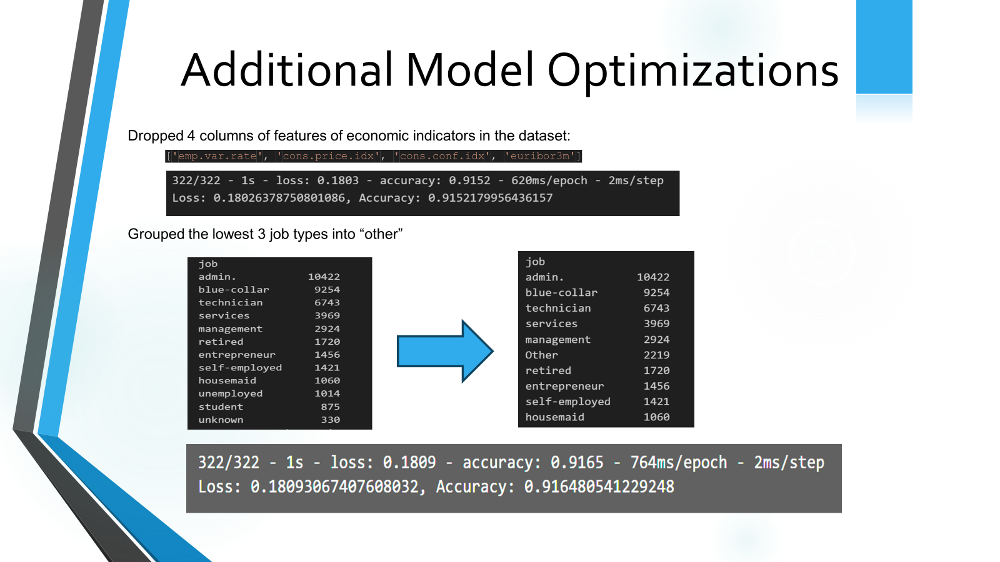 Additional Model Optimizations
Dropped 4 columns of features of economic indicators in the dataset:
['emp.var.rate', 'cons.price.idx', 'cons.conf.idx', 'euribor3m']
322/322 - 1s - loss: 0.1803 - accuracy: 0.9152 - 620ms/epoch - 2ms/step
Loss: 0.18026378750801086, Accuracy: 0.9152179956436157
Grouped the lowest 3 job types into “other”
job
admin. 10422
blue-collar 9254
technician 6743
services 3969
management 2924
retired 1720
entrepreneur 1456
self-employed 1421
housemaid 1060
unemployed 1014
student 875
unknown 330
job
admin. 10422
blue-collar 9254
technician 6743
services 3969
management 2924
Other 2219
retired 1720
entrepreneur 1456
self-employed 1421
housemaid 1060
322/322 - 1s - loss: 0.1809 - accuracy: 0.9165 - 764ms/epoch - 2ms/step
Loss: 0.18093067407608032, Accuracy: 0.916480541229248